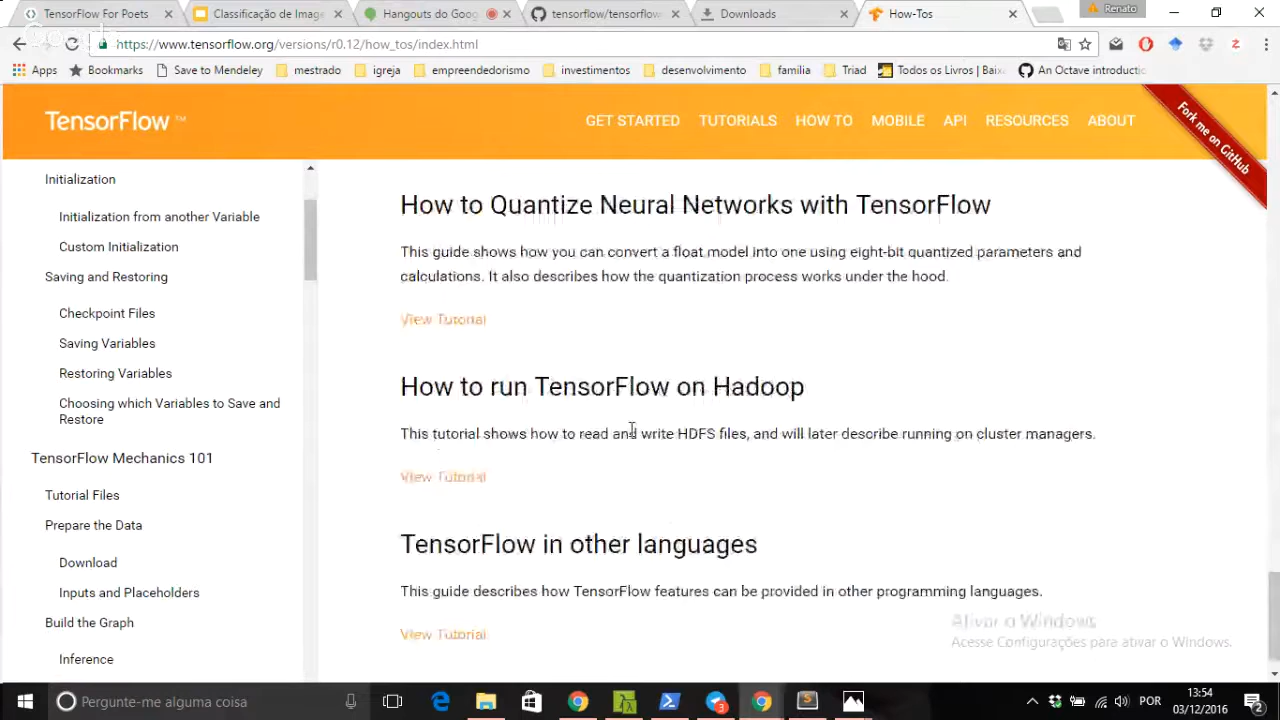 TensorFlow For Poets
Classificação de Image
Hangouts do Goog
tensorflow/tensorflow
Downloads
How-Tos
Renato
https://www.tensorflow.org/versions/r0.12/how_tos/index.html
Apps
Bookmarks
Save to Mendeley
mestrado
igreja
empreendedorismo
investimentos
desenvolvimento
família
Triad
Todos os Livros | Baix
An Octave introductio
TensorFlow ™
GET STARTED
TUTORIALS
HOW TO
MOBILE
API
RESOURCES
ABOUT
Fork me on GitHub
Initialization
Initialization from another Variable
Custom Initialization
Saving and Restoring
Checkpoint Files
Saving Variables
Restoring Variables
Choosing which Variables to Save and
Restore
TensorFlow Mechanics 101
Tutorial Files
Prepare the Data
Download
Inputs and Placeholders
Build the Graph
Inference
How to Quantize Neural Networks with TensorFlow
This guide shows how you can convert a float model into one using eight-bit quantized parameters and
calculations. It also describes how the quantization process works under the hood.
View Tutorial
How to run TensorFlow on Hadoop
This tutorial shows how to read and write HDFS files, and will later describe running on cluster managers.
View Tutorial
TensorFlow in other languages
This guide describes how TensorFlow features can be provided in other programming languages.
View Tutorial
Ativar o Windows
Acesse Configurações para ativar o Windows.
Pergunte-me alguma coisa
POR
13:54
03/12/2016